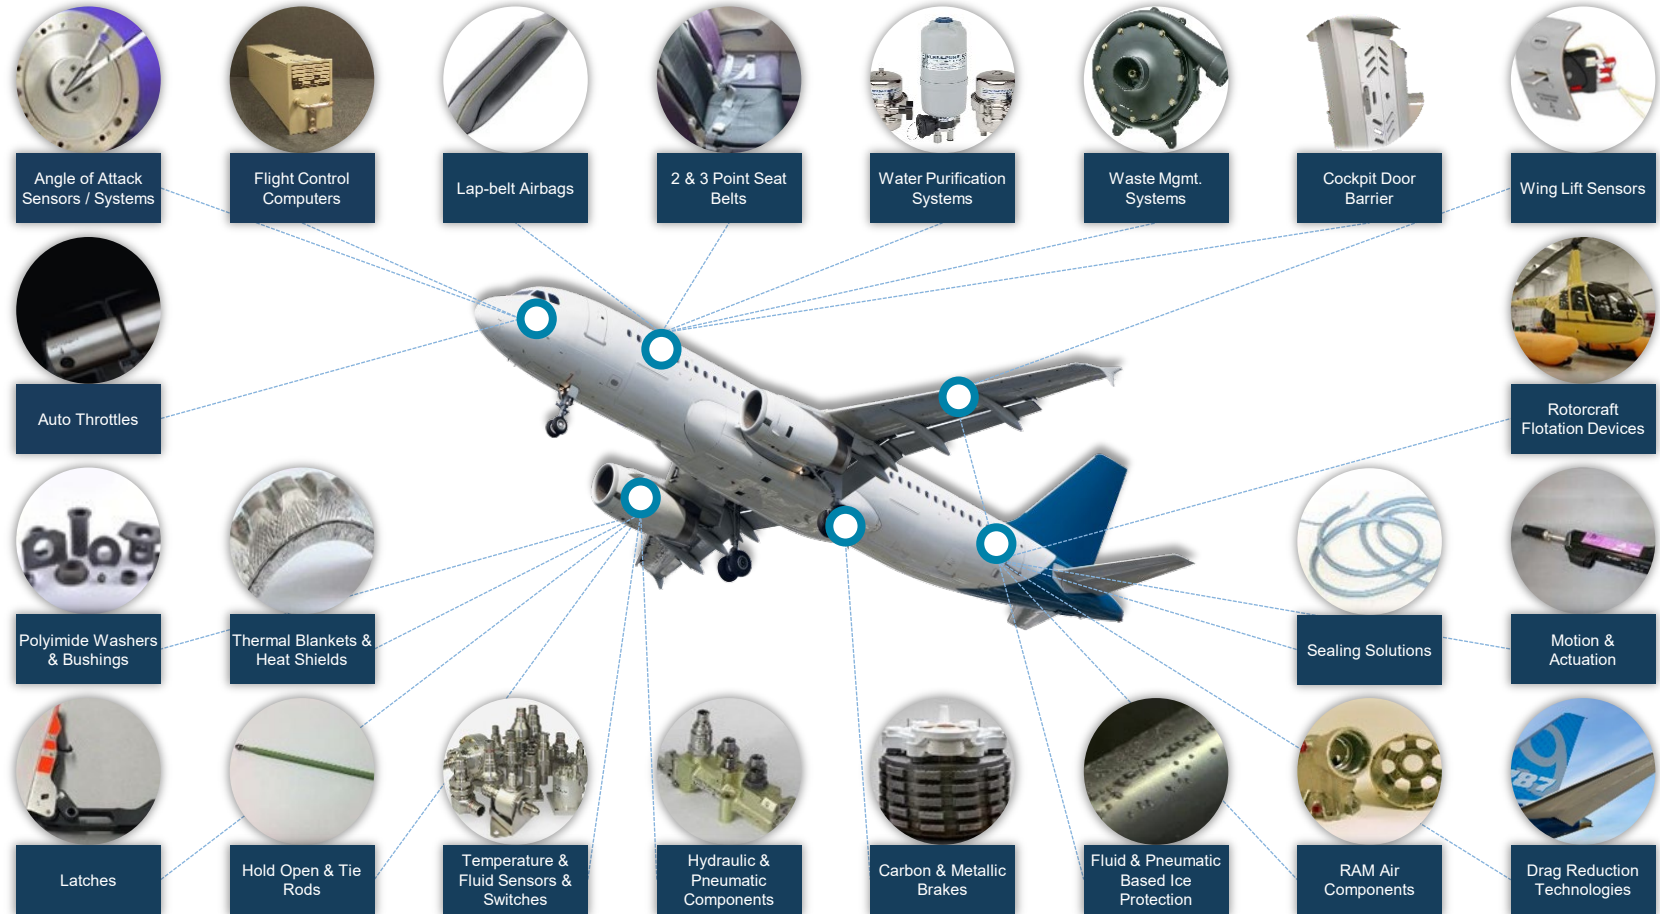 Angle of Attack
Sensors / Systems
Flight Control
Computers
Lap-belt Airbags
2 & 3 Point Seat
Belts
Water Purification
Systems
Waste Mgmt.
Systems
Cockpit Door
Barrier
Wing Lift Sensors
Auto Throttles
Rotorcraft
Flotation Devices
Polyimide Washers
& Bushings
Thermal Blankets &
Heat Shields
Sealing Solutions
Motion &
Actuation
787
Latches
Hold Open & Tie
Rods
Temperature &
Fluid Sensors &
Switches
Hydraulic &
Pneumatic
Components
Carbon & Metallic
Brakes
Fluid & Pneumatic
Based Ice
Protection
RAM Air
Components
Drag Reduction
Technologies